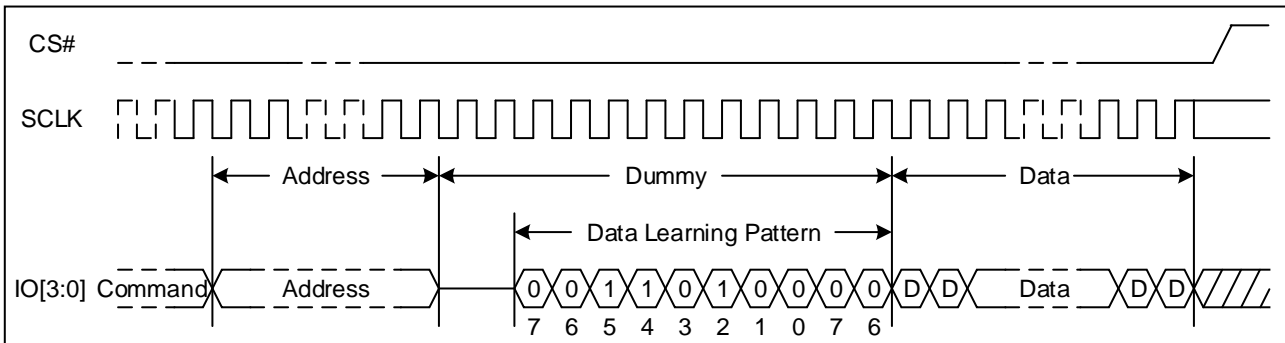 CS#
SCLK
Address Dummy Data
Data Learning Pattern
IO[3:0] Command Address 0 0 1 1 0 1 0 0 0 0 D D Data D D
7 6 5 4 3 2 1 0 7 6